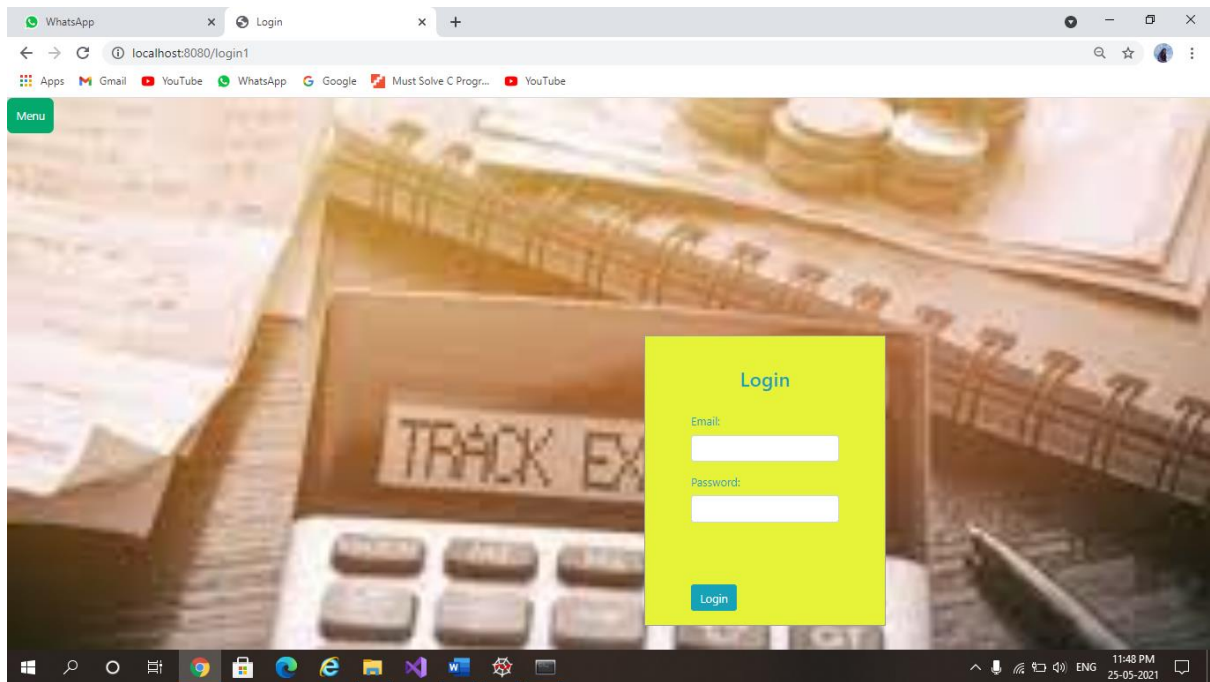 WhatsApp
Login
localhost:8080/login1
Apps Gmail YouTube WhatsApp Google Must Solve C Progr... YouTube
Menu
TRACK EX
Login
Email:
Password:
Login
ENG
11:48 PM
25-05-2021